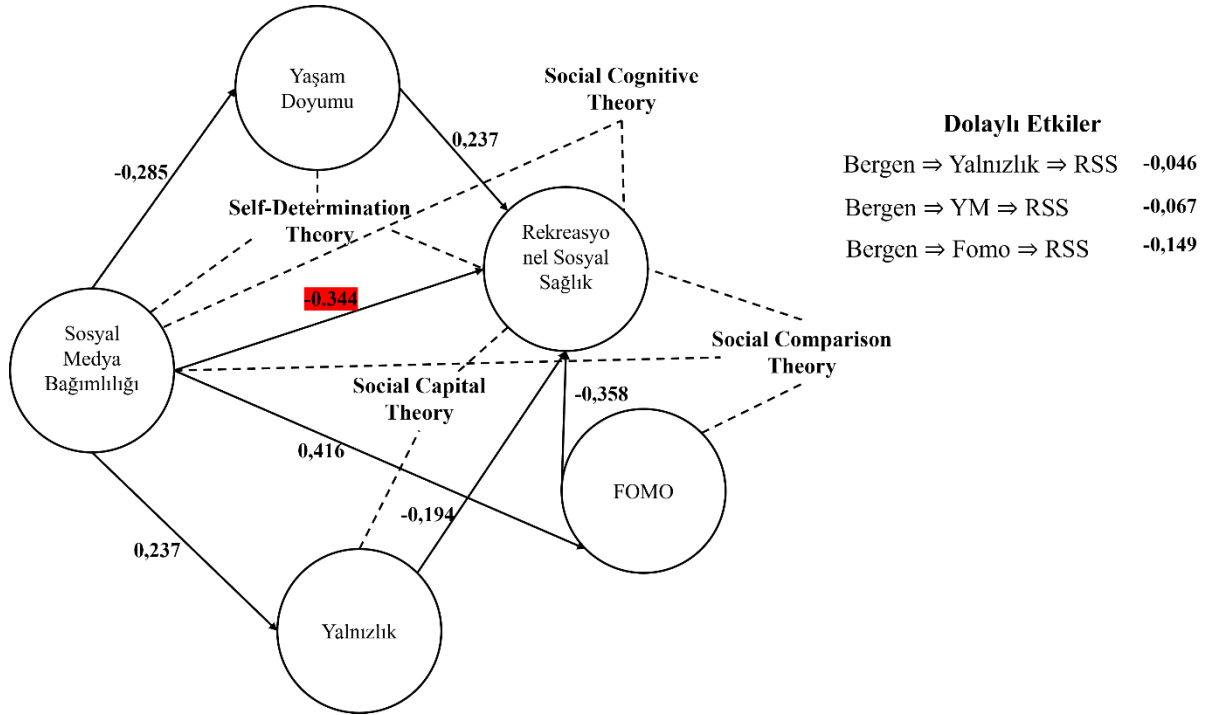 Yaşam
Doyumu
Social Cognitive
Theory
Dolaylı Etkiler
0,237
-0,285
Bergen ⇒ Yalnızlık ⇒ RSS -0,046
Self-Determination
Theory
Bergen ⇒ YM ⇒ RSS -0,067
Rekreasyo
nel Sosyal
Sağlık
Bergen ⇒ Fomo ⇒ RSS -0,149
-0.344
Sosyal
Medya
Bağımlılığı
Social Comparison
Theory
Social Capital
Theory
-0,358
0,416
FOMO
-0,194
0,237
Yalnızlık